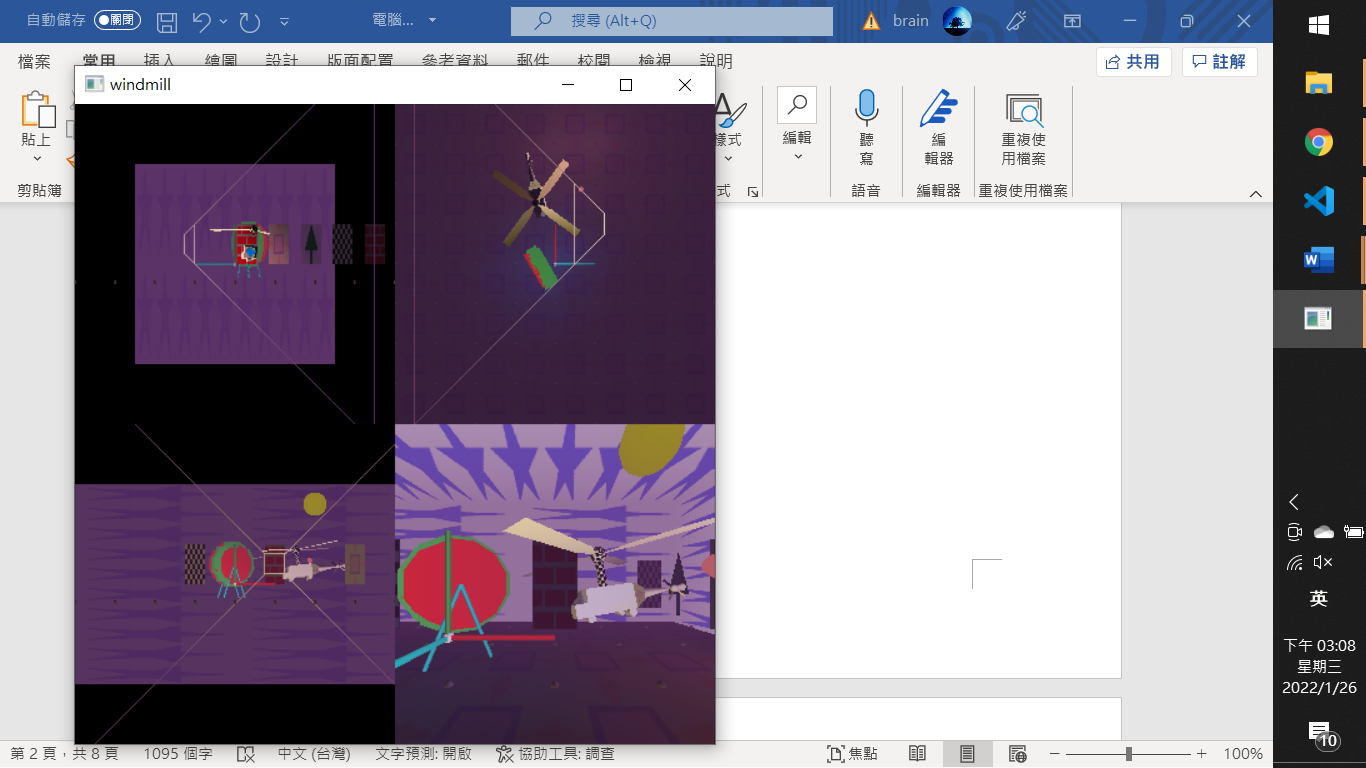 自動儲存
關閉
電腦...
搜尋 (Alt+Q)
brain
檔案
常用
插入
繪圖
設計
版面配置
參考資料
郵件
校閱
檢視
說明
共用
註解
windmill
貼上
剪貼簿
樣式
式
編輯
聽
寫
語音
編
輯器
編輯器
重複使
用檔案
重複使用檔案
英
下午 03:08
星期三
2022/1/26
10
第 2 頁，共 8 頁
1095 個字
中文 (台灣)
文字預測: 開啟
協助工具: 調查
焦點
100%